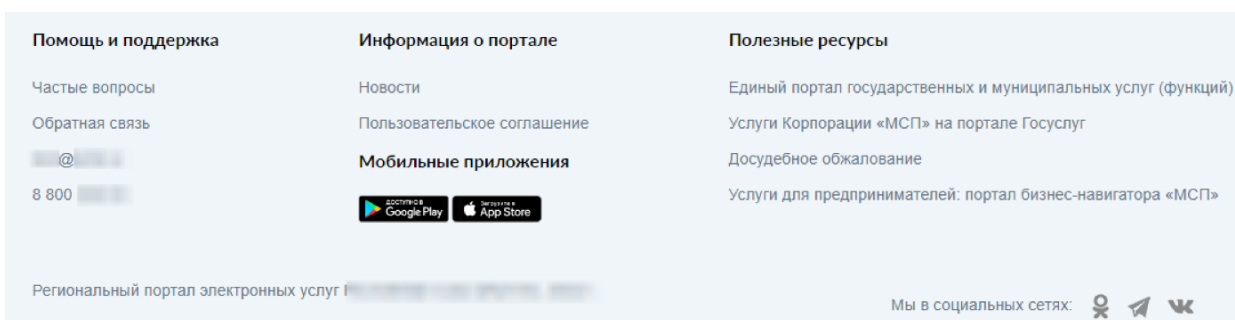 Помощь и поддержка
Частые вопросы
Обратная связь
@
8 800
Информация о портале
Новости
Пользовательское соглашение
Мобильные приложения
ДОСТУПНО В
Google Play
Загрузите в
App Store
Полезные ресурсы
Единый портал государственных и муниципальных услуг (функций)
Услуги Корпорации «МСП» на портале Госуслуг
Досудебное обжалование
Услуги для предпринимателей: портал бизнес-навигатора «МСП»
Региональный портал электронных услуг
Мы в социальных сетях: